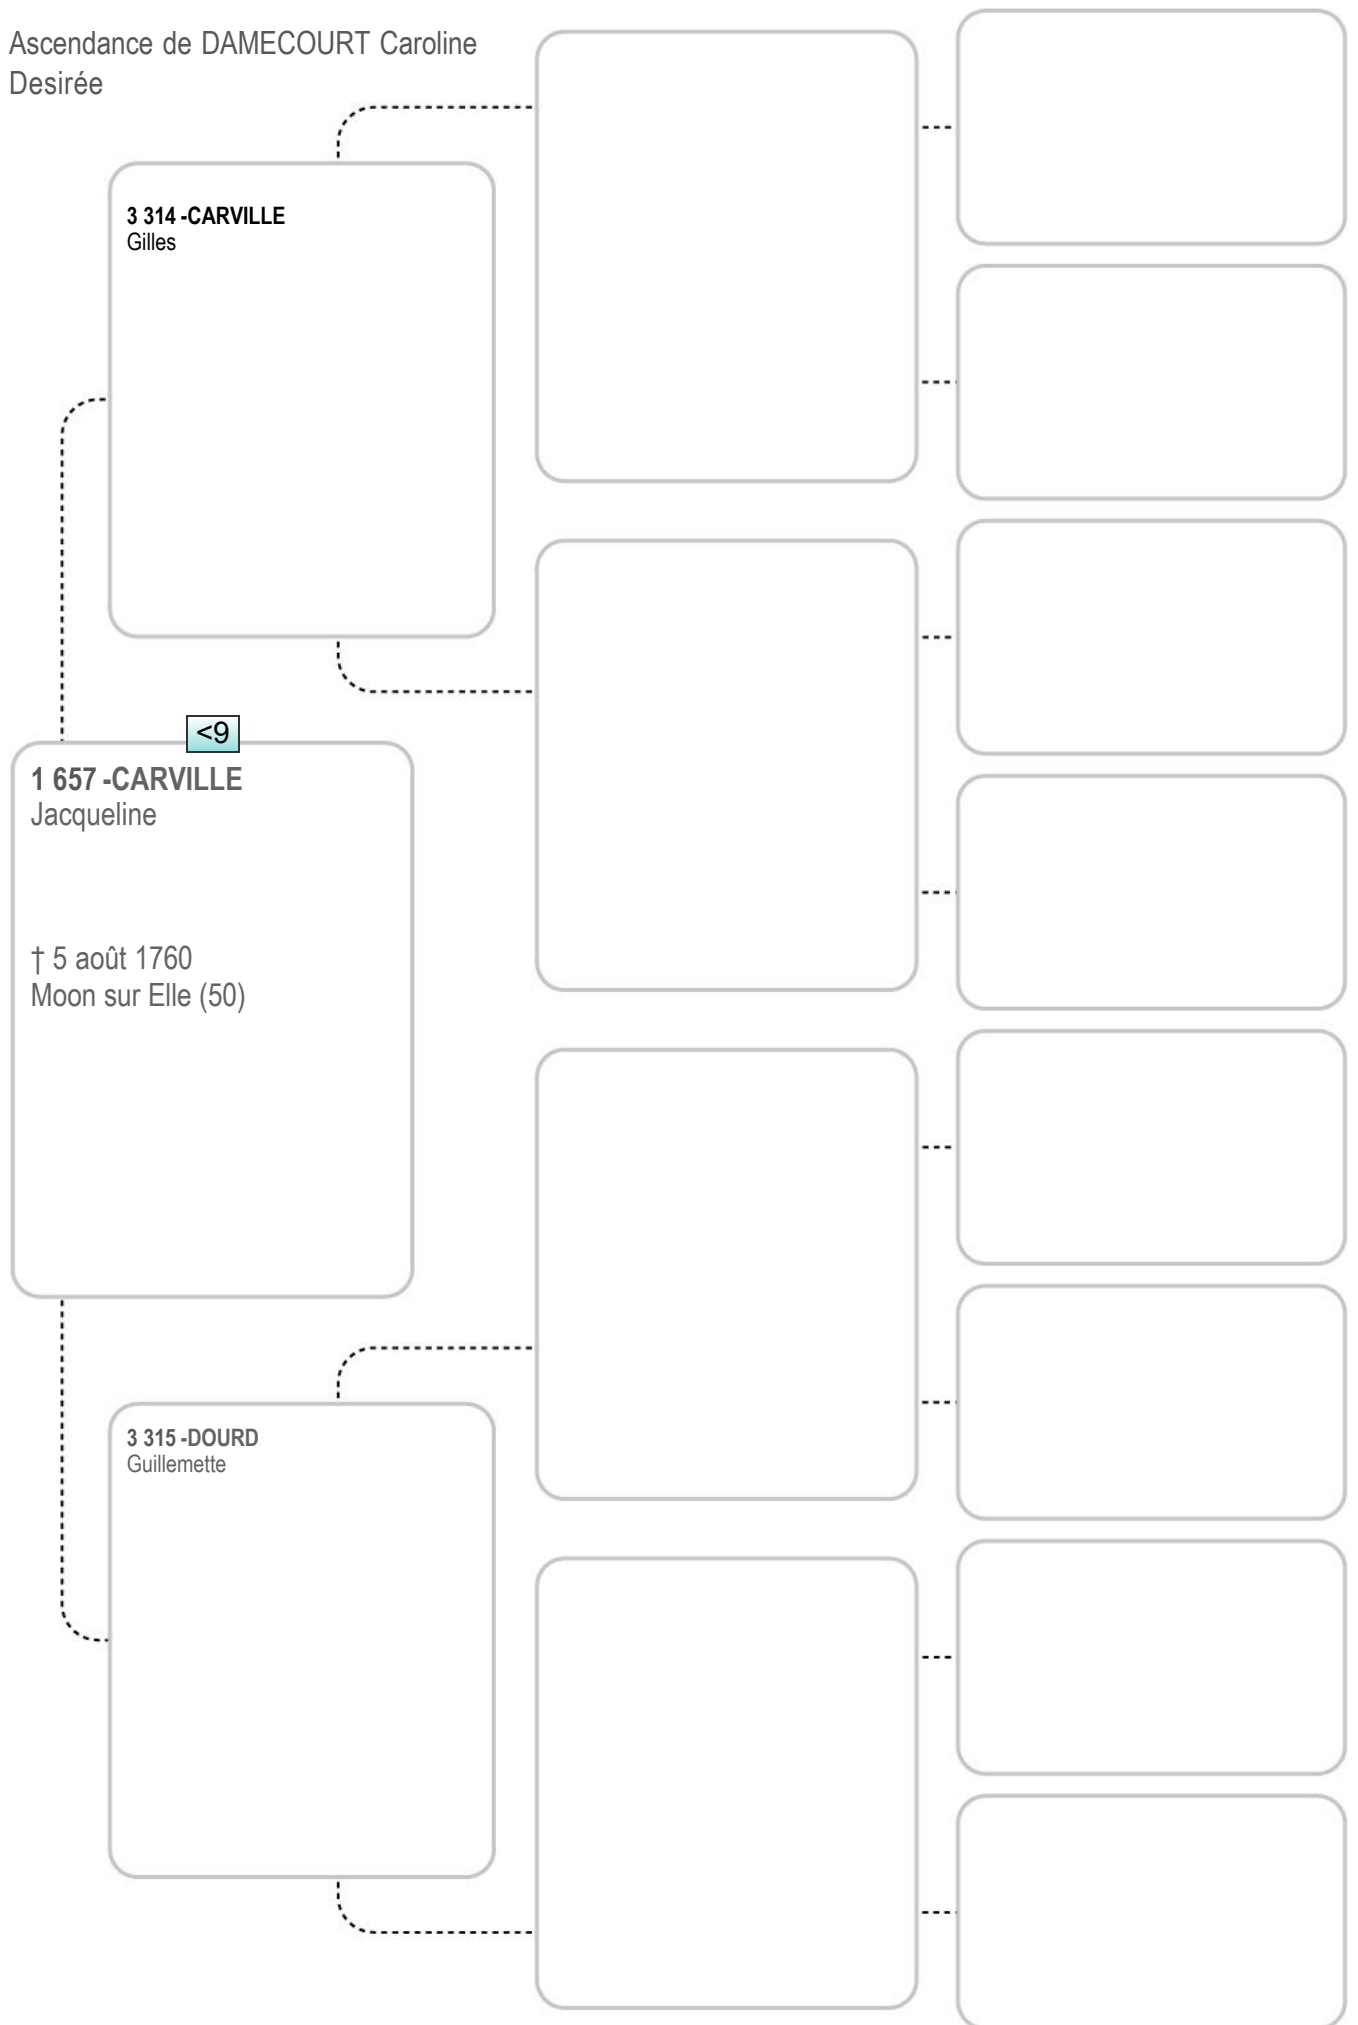 Ascendance de DAMECOURT Caroline
Desirée
3 314 -CARVILLE
Gilles
<9
1 657 -CARVILLE
Jacqueline
† 5 août 1760
Moon sur Elle (50)
3 315 -DOURD
Guillemette